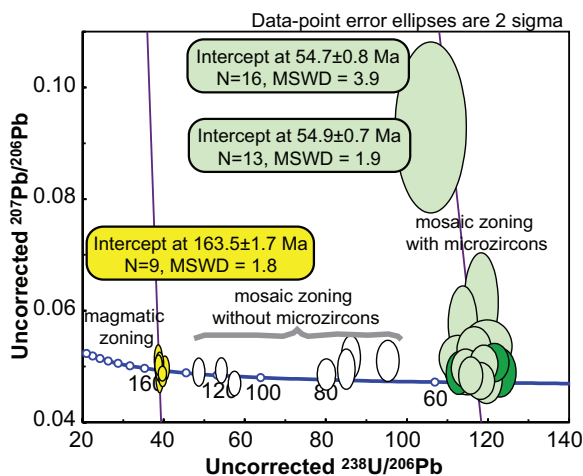 Data-point error ellipses are 2 sigma
0.10
Intercept at 54.7±0.8 Ma
N=16, MSWD = 3.9
Intercept at 54.9±0.7 Ma
N=13, MSWD = 1.9
0.08
Uncorrected 207Pb/206Pb
mosaic zoning
with microzircons
Intercept at 163.5±1.7 Ma
N=9, MSWD = 1.8
0.06
mosaic zoning
without microzircons
magmatic
zoning
160
120
100
80
60
0.04
20 40 60 80 100 120 140
Uncorrected 238U/206Pb